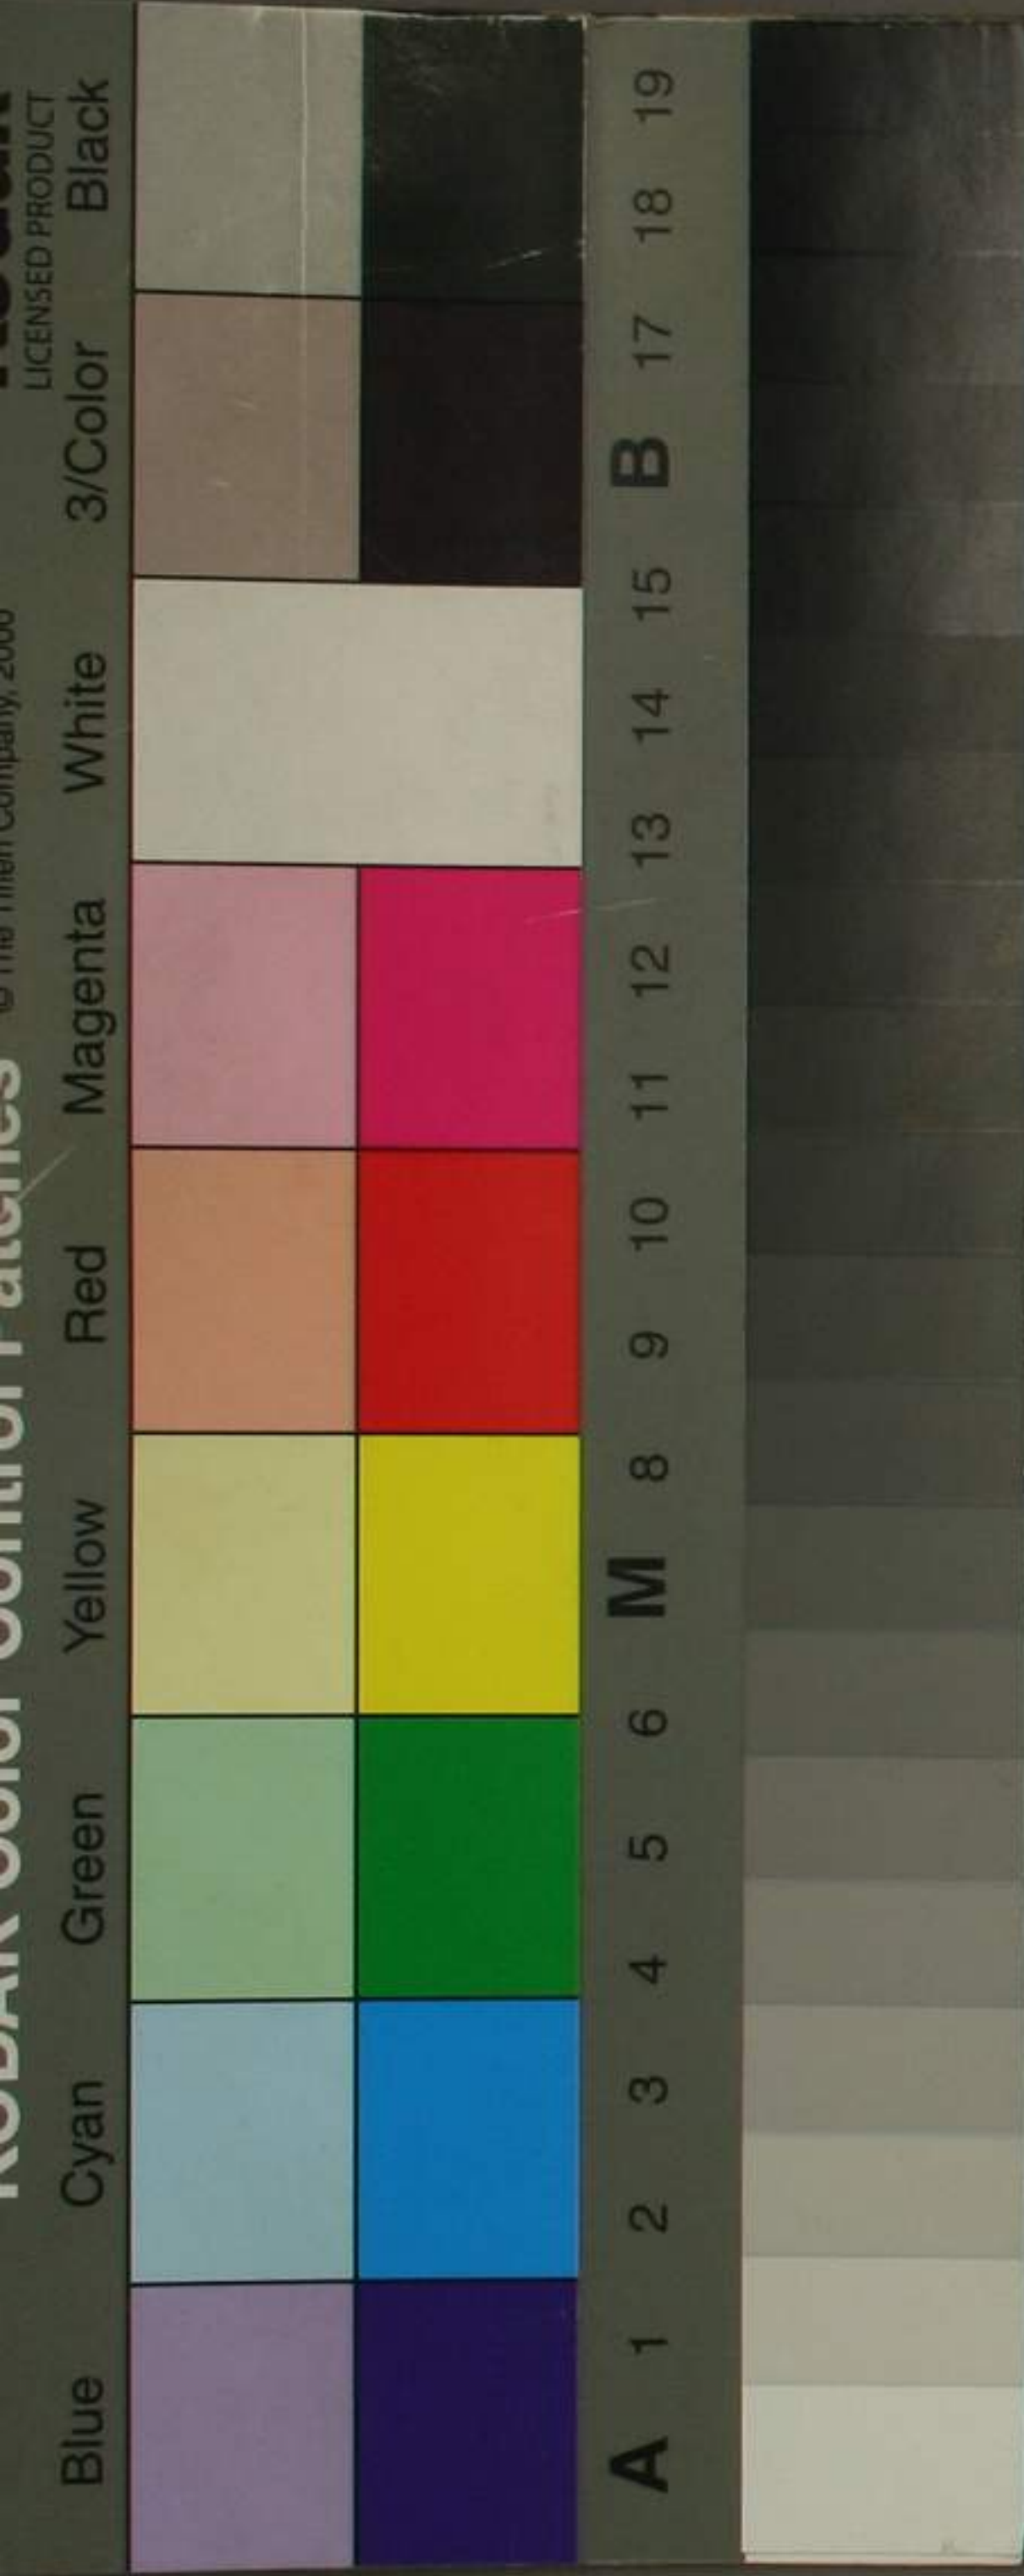 KODAK Color Control Patches © The Tiffen Company, 2000
LICENSED PRODUCT
Blue Cyan Green Yellow Red Magenta White 3/Color Black
A 1 2 3 4 5 6 M 8 9 10 11 12 13 14 15 B 17 18 19